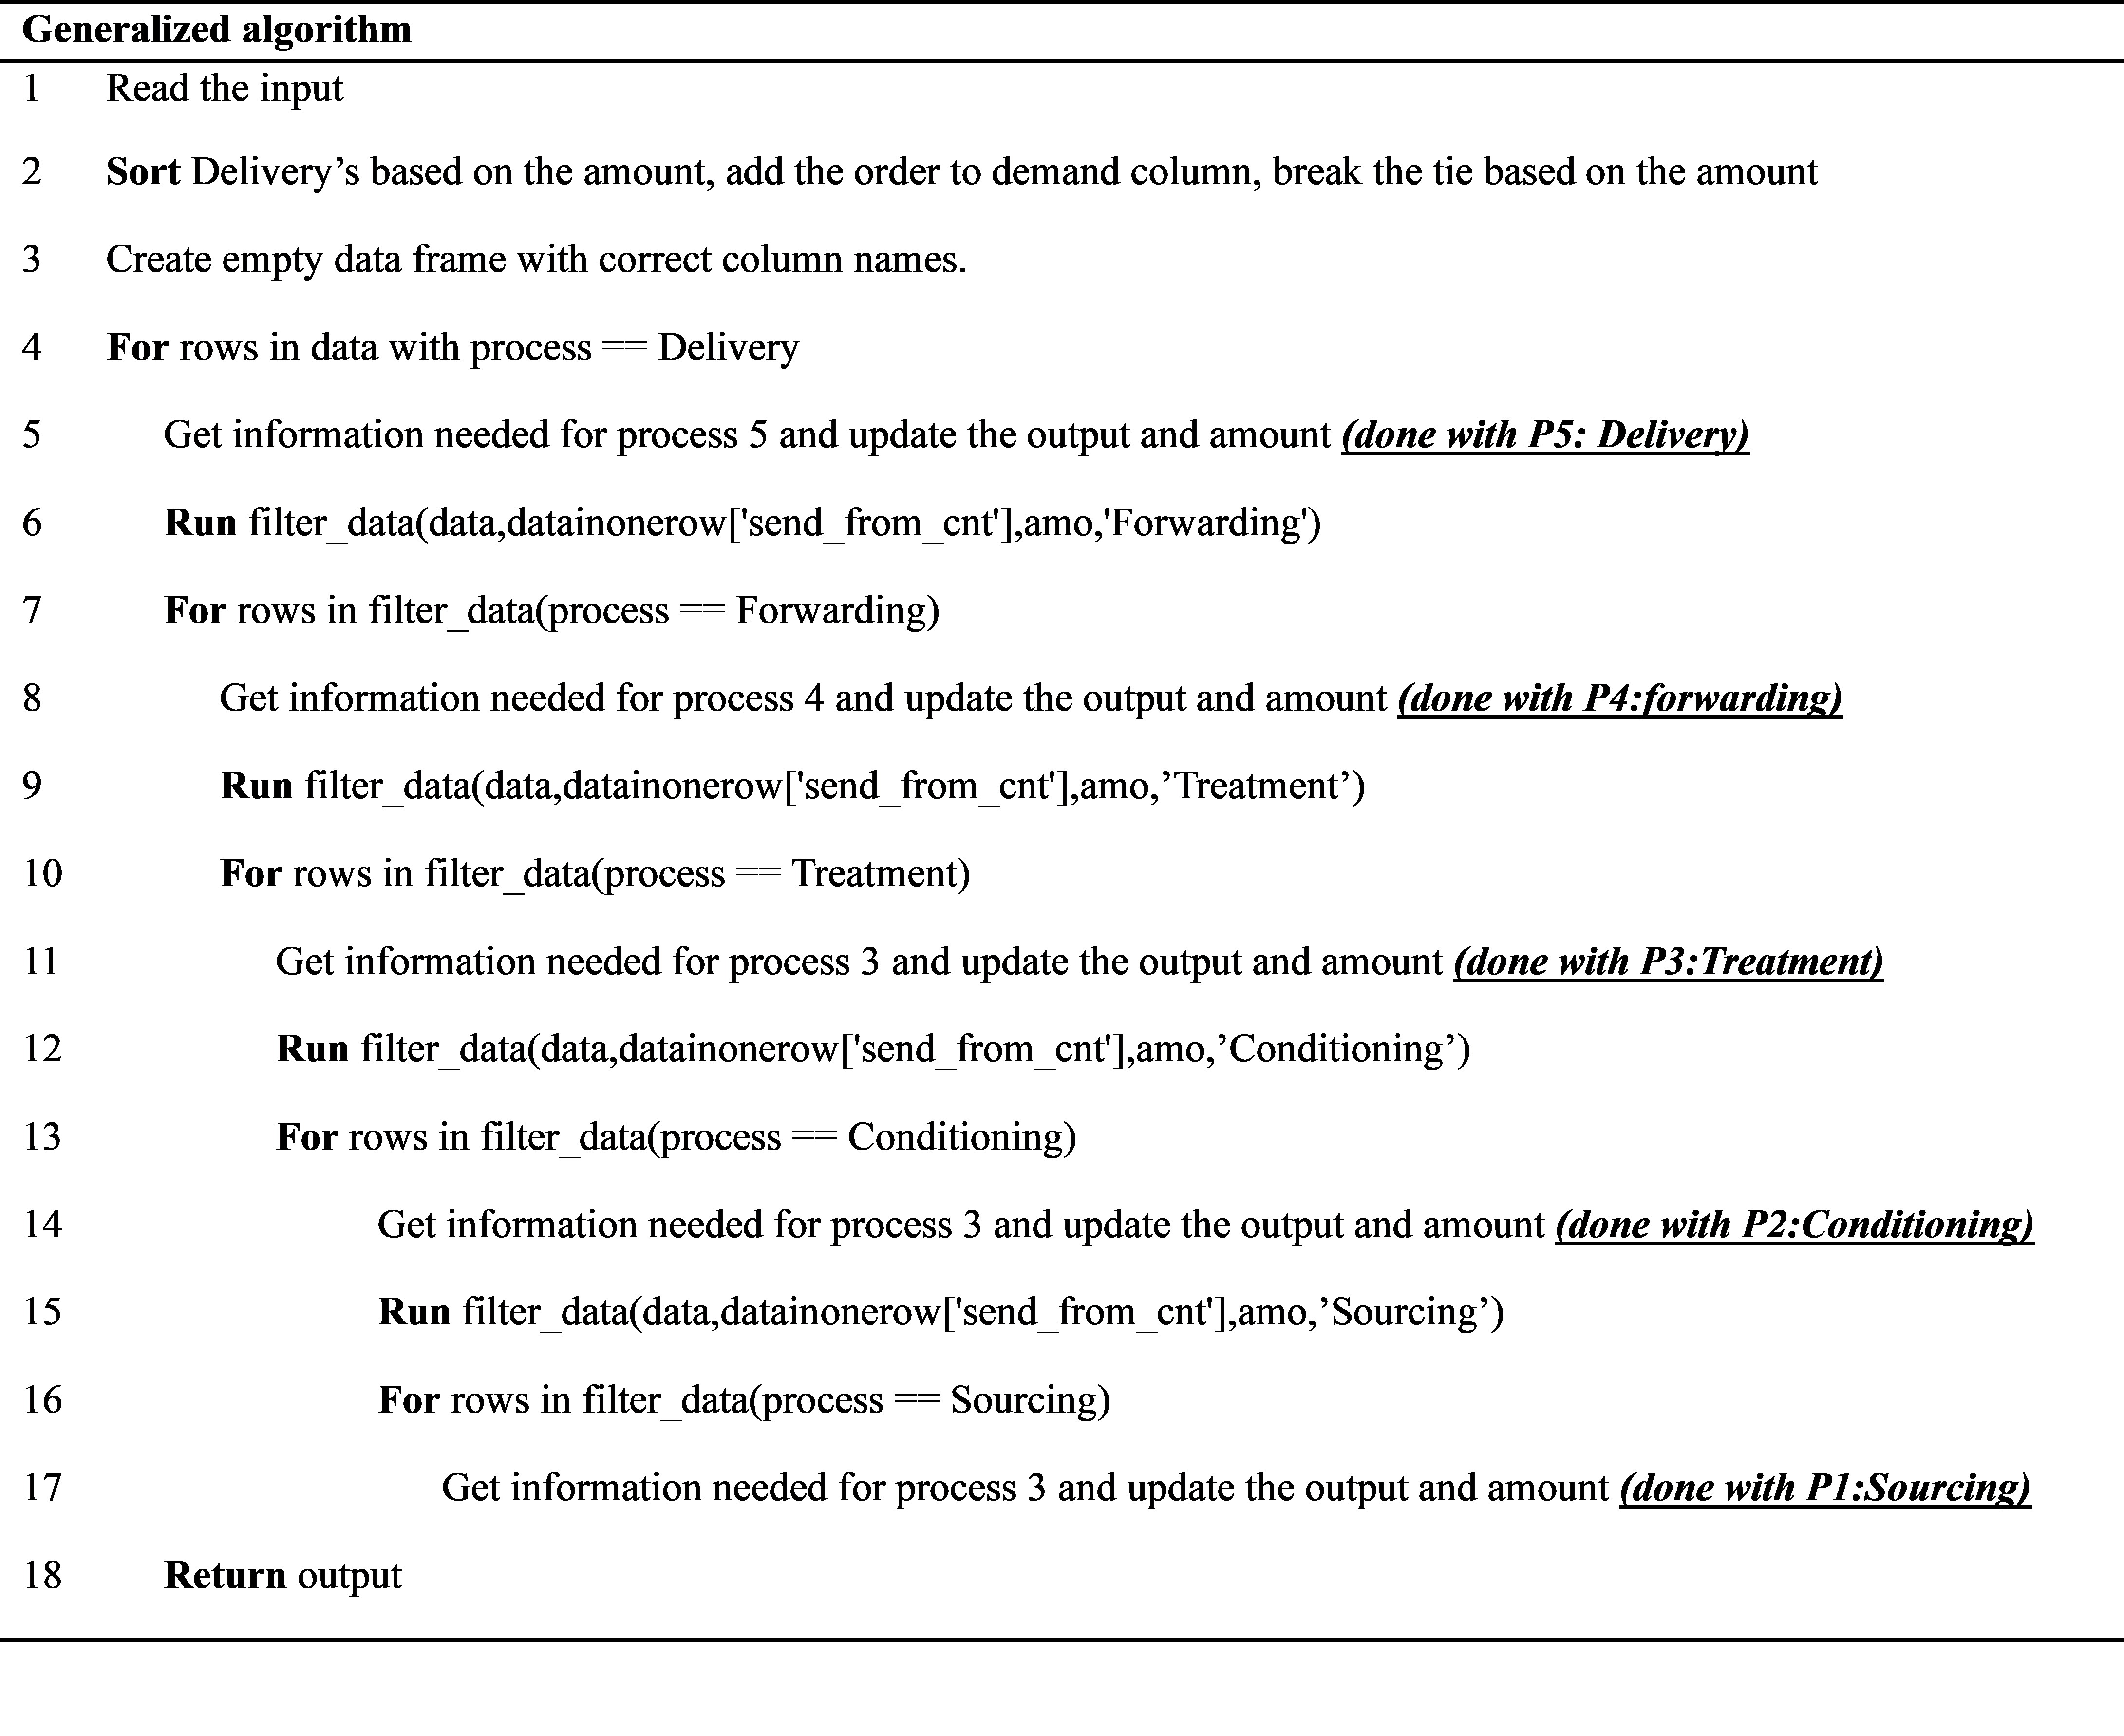 Generalized algorithm
1 Read the input
2 Sort Delivery’s based on the amount, add the order to demand column, break the tie based on the amount
3 Create empty data frame with correct column names.
4 For rows in data with process == Delivery
5 Get information needed for process 5 and update the output and amount (done with P5: Delivery)
6 Run filter_data(data,datainonerow['send_from_cnt'],amo,'Forwarding')
7 For rows in filter_data(process == Forwarding)
8 Get information needed for process 4 and update the output and amount (done with P4:forwarding)
9 Run filter_data(data,datainonerow['send_from_cnt'],amo,’Treatment’)
10 For rows in filter_data(process == Treatment)
11 Get information needed for process 3 and update the output and amount (done with P3:Treatment)
12 Run filter_data(data,datainonerow['send_from_cnt'],amo,’Conditioning’)
13 For rows in filter_data(process == Conditioning)
14 Get information needed for process 3 and update the output and amount (done with P2:Conditioning)
15 Run filter_data(data,datainonerow['send_from_cnt'],amo,’Sourcing’)
16 For rows in filter_data(process == Sourcing)
17 Get information needed for process 3 and update the output and amount (done with P1:Sourcing)
18 Return output